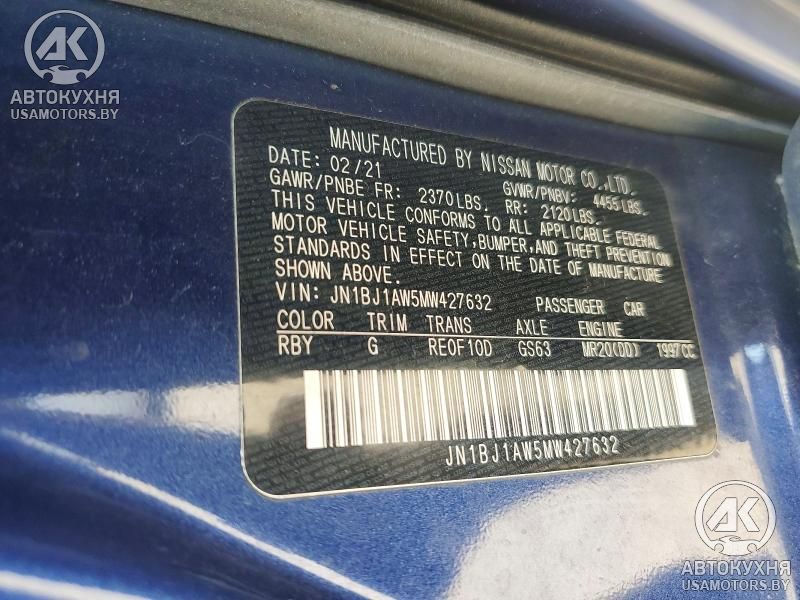 AK
АВТОКУХНЯ
USAMOTORS.BY
MANUFACTURED BY NISSAN MOTOR CO.,LTD.
DATE: 02/21 GVWR/PNBV: 4455LBS.
GAWR/PNBE FR: 2370LBS. RR: 2120LBS.
THIS VEHICLE CONFORMS TO ALL APPLICABLE FEDERAL
MOTOR VEHICLE SAFETY,BUMPER,AND THEFT PREVENTION
STANDARDS IN EFFECT ON THE DATE OF MANUFACTURE
SHOWN ABOVE.
VIN: JN1BJ1AW5MW427632 PASSENGER CAR
COLOR TRIM TRANS AXLE ENGINE
RBY G RE0F10D GS63 MR20(DD) 1997CC
JN1BJ1AW5MW427632
AK
АВТОКУХНЯ
USAMOTORS.BY